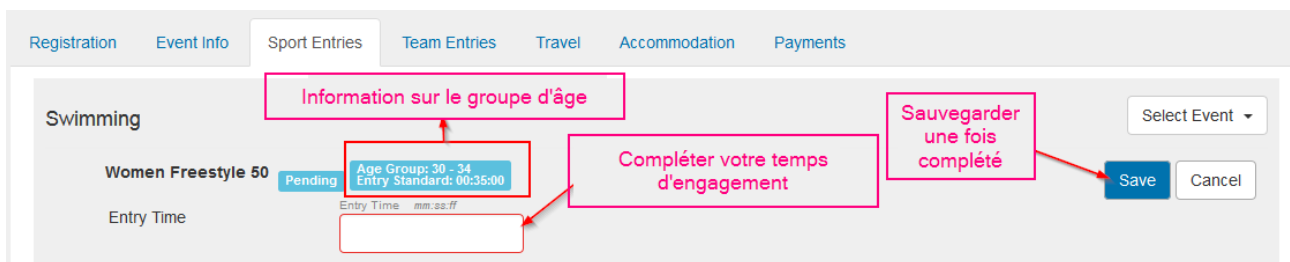 Registration Event Info Sport Entries Team Entries Travel Accommodation Payments
Information sur le groupe d'âge
Swimming
Sauvegarder
une fois
complété
Select Event
Women Freestyle 50 Pending
Age Group: 30 - 34
Entry Standard: 00:35:00
Compléter votre temps
d'engagement
Save Cancel
Entry Time mm:ss:ff
Entry Time